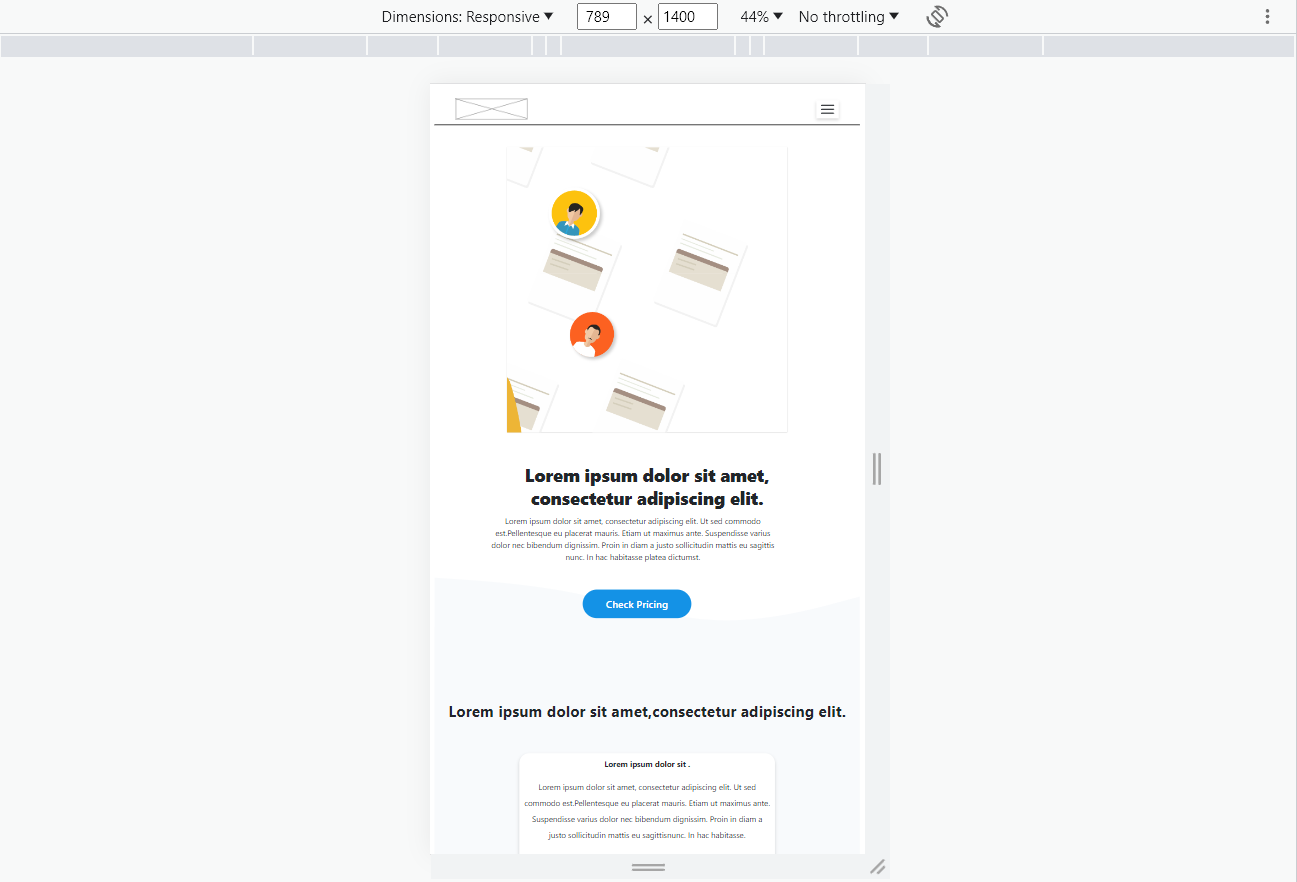 Dimensions: Responsive ▼ 789 × 1400 44% ▼ No throttling ▼
Lorem ipsum dolor sit amet,
consectetur adipiscing elit.
Lorem ipsum dolor sit amet, consectetur adipiscing elit. Ut sed commodo
est.Pellentesque eu placerat mauris. Etiam ut maximus ante. Suspendisse varius
dolor nec bibendum dignissim. Proin in diam a justo sollicitudin mattis eu sagittis
nunc. In hac habitasse platea dictumst.
Check Pricing
Lorem ipsum dolor sit amet,consectetur adipiscing elit.
Lorem ipsum dolor sit .
Lorem ipsum dolor sit amet, consectetur adipiscing elit. Ut sed
commodo est.Pellentesque eu placerat mauris. Etiam ut maximus ante.
Suspendisse varius dolor nec bibendum dignissim. Proin in diam a
justo sollicitudin mattis eu sagittisnunc. In hac habitasse.